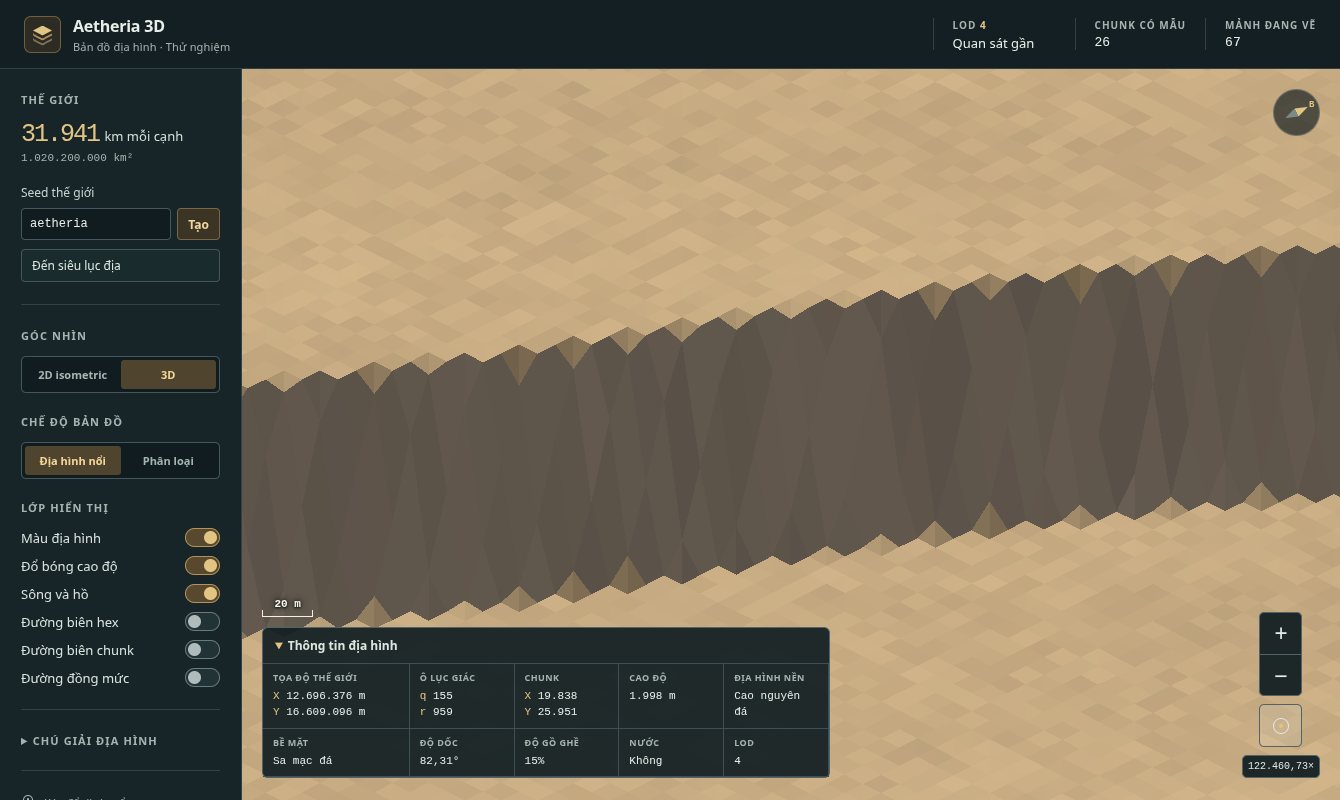 Aetheria 3D
Bản đồ địa hình · Thử nghiệm
LOD 4
Quan sát gần
CHUNK CÓ MẪU
26
MẢNH ĐANG VẼ
67
THẾ GIỚI
31.941 km mỗi cạnh
1.020.200.000 km²
Seed thế giới
aetheria
Tạo
Đến siêu lục địa
GÓC NHÌN
2D isometric
3D
CHẾ ĐỘ BẢN ĐỒ
Địa hình nổi
Phân loại
LỚP HIỂN THỊ
Màu địa hình
Đổ bóng cao độ
Sông và hồ
Đường biên hex
Đường biên chunk
Đường đồng mức
▶ CHÚ GIẢI ĐỊA HÌNH
B
20 m
▼ Thông tin địa hình
TỌA ĐỘ THẾ GIỚI
X 12.696.376 m
Y 16.609.096 m
Ô LỤC GIÁC
q 155
r 959
CHUNK
X 19.838
Y 25.951
CAO ĐỘ
1.998 m
ĐỊA HÌNH NỀN
Cao nguyên
đá
BỀ MẶT
Sa mạc đá
ĐỘ DỐC
82,31°
ĐỘ GỒ GHỀ
15%
NƯỚC
Không
LOD
4
+
−
122.460,73×